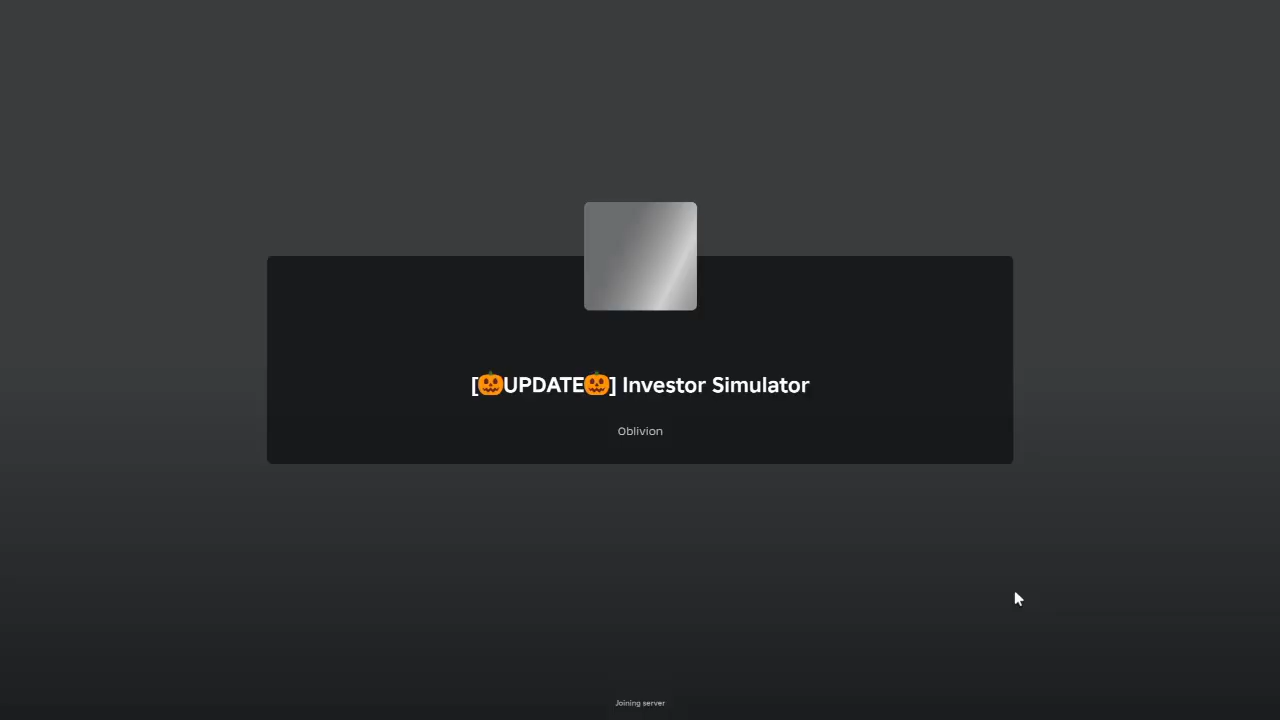 [🎃UPDATE🎃] Investor Simulator
Oblivion
Joining server